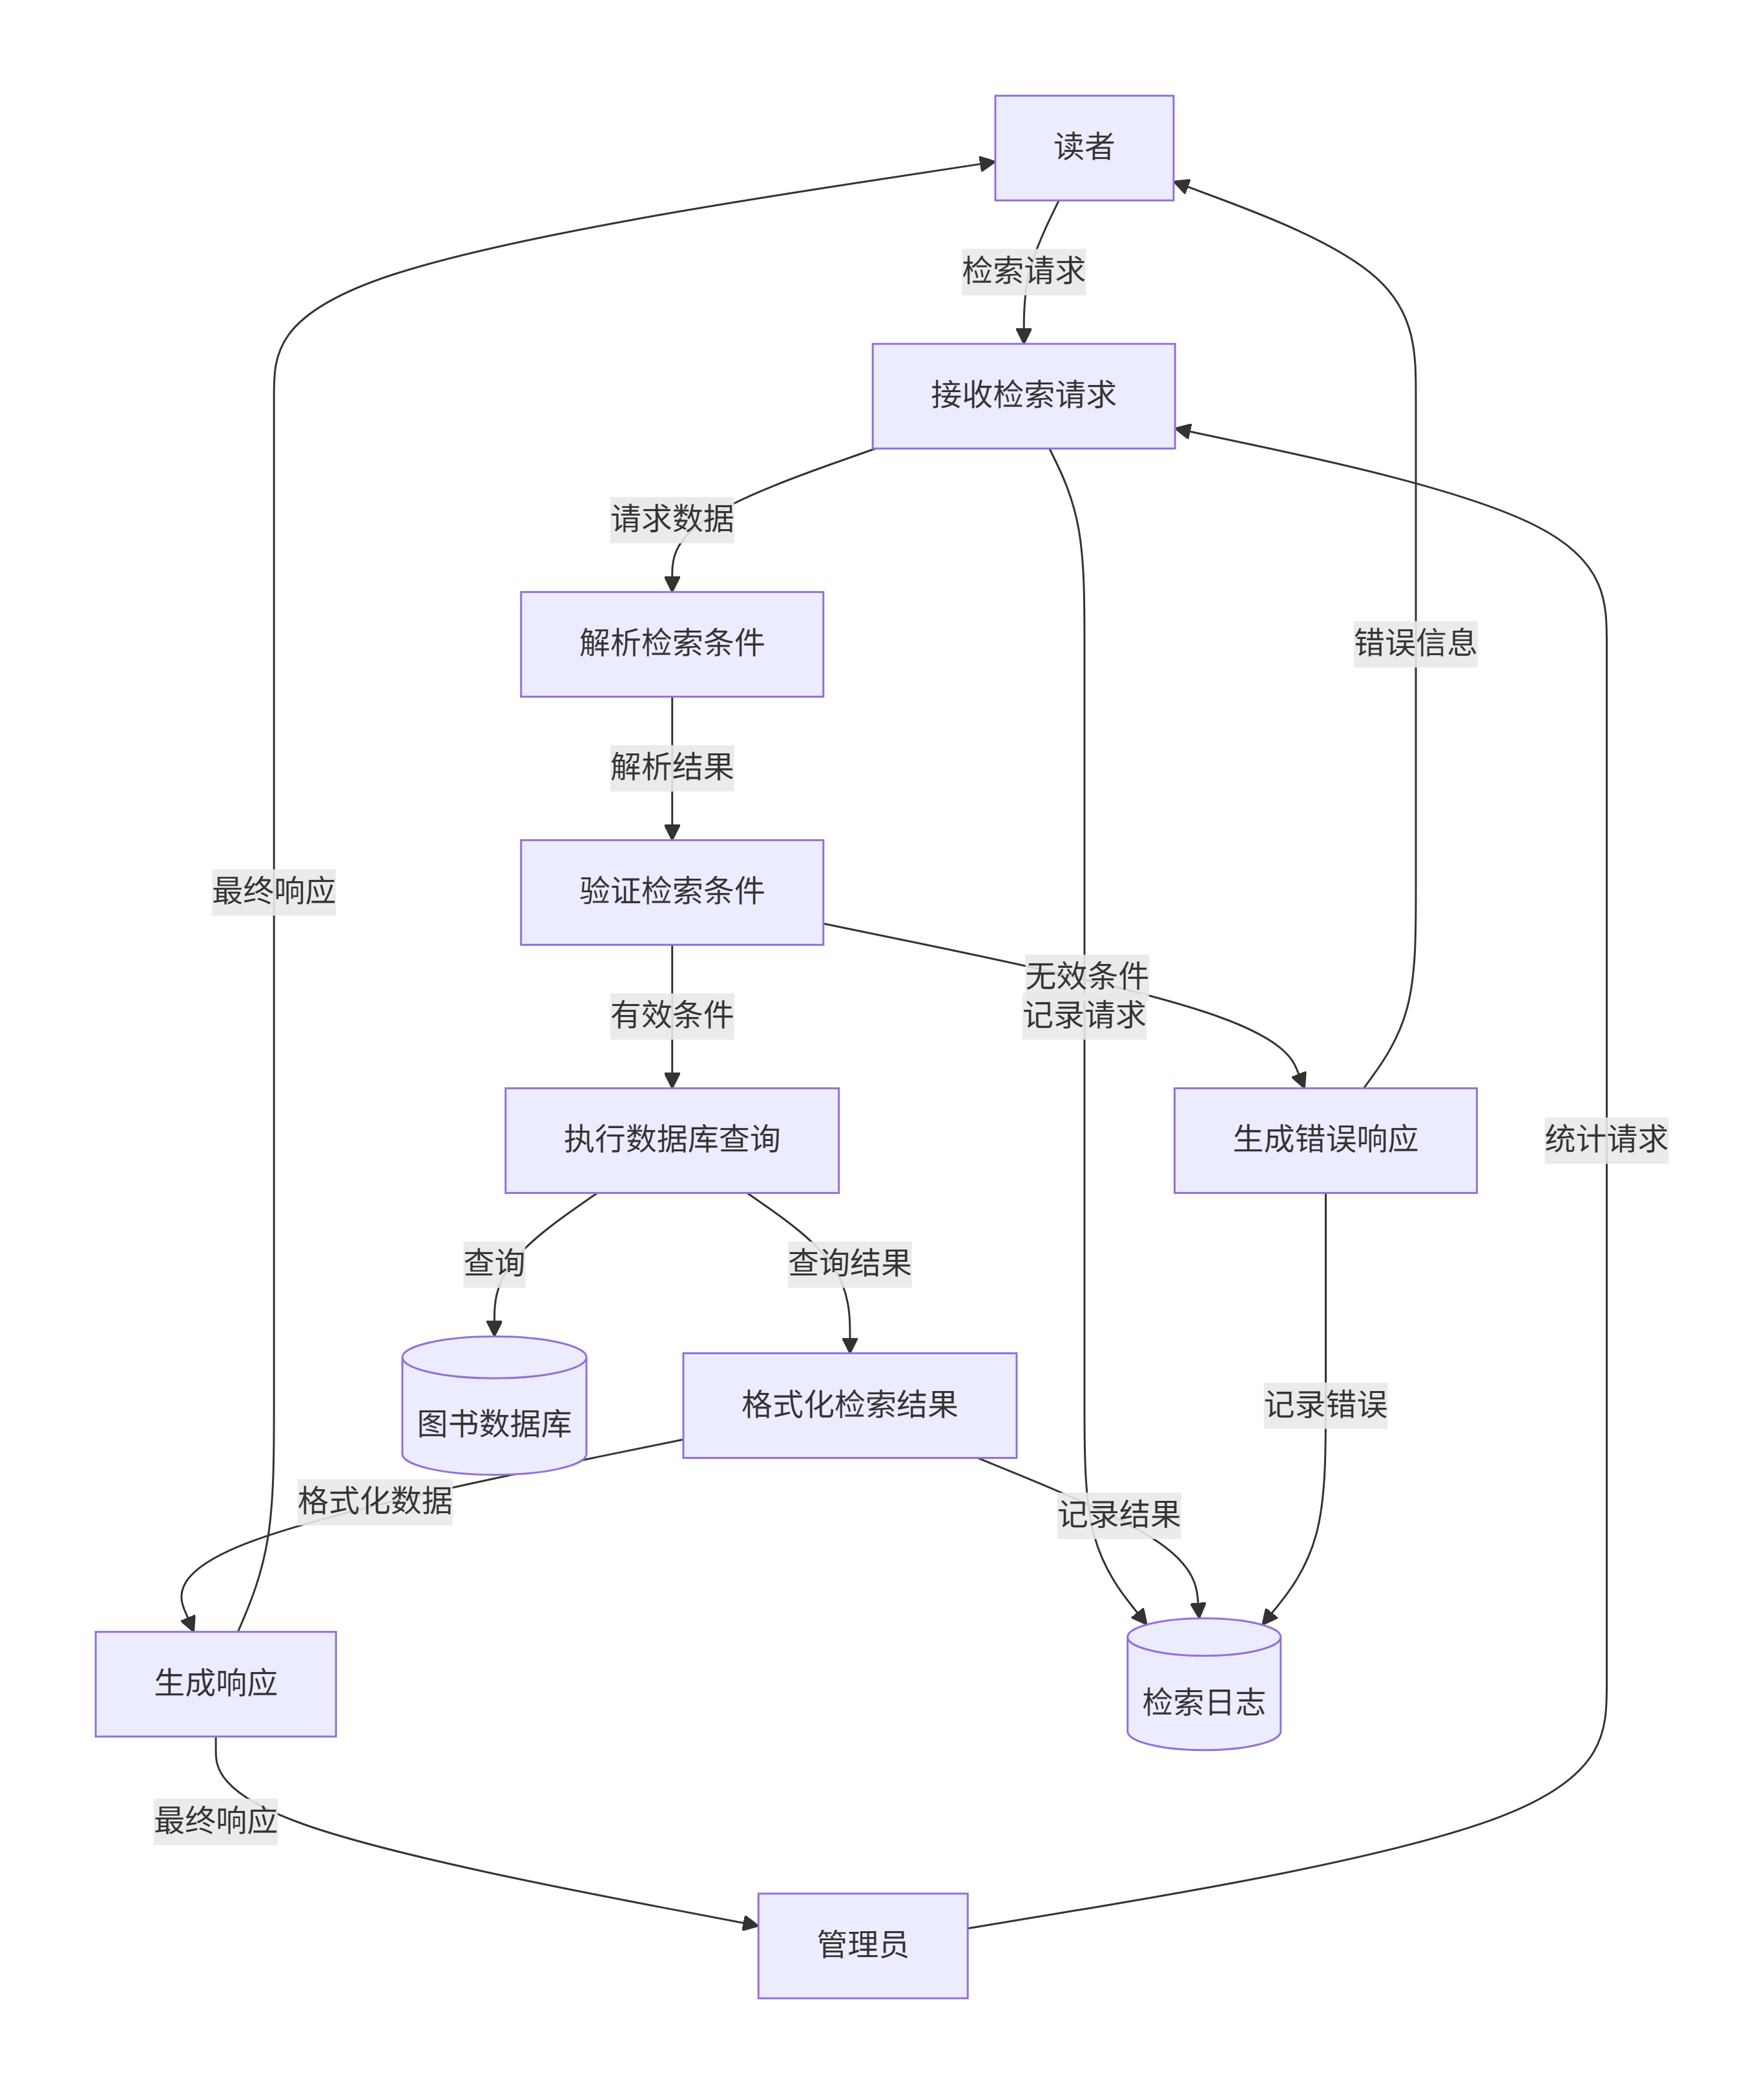 读者
检索请求
接收检索请求
请求数据
解析检索条件
错误信息
解析结果
最终响应
验证检索条件
无效条件
有效条件
记录请求
执行数据库查询
生成错误响应
统计请求
查询
查询结果
图书数据库
格式化检索结果
记录错误
格式化数据
记录结果
生成响应
检索日志
最终响应
管理员